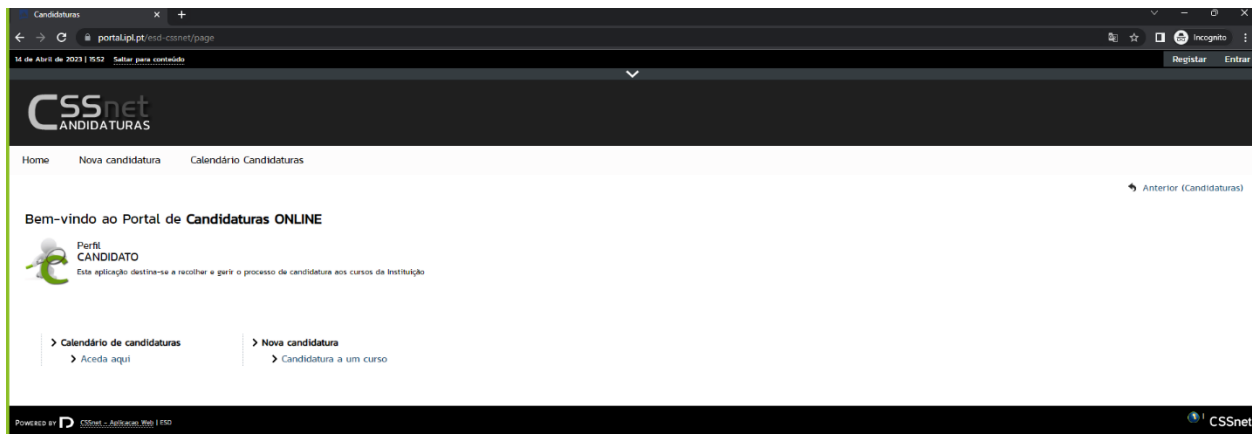 Candidaturas
portal.ipl.pt/esd-cssnet/page
Incognito
14 de Abril de 2023 | 15:52 Saltar para conteúdo
Registar Entrar
CSSnet
CANDIDATURAS
Home Nova candidatura Calendário Candidaturas
Anterior (Candidaturas)
Bem-vindo ao Portal de Candidaturas ONLINE
Perfil
CANDIDATO
Esta aplicação destina-se a recolher e gerir o processo de candidatura aos cursos da Instituição
Calendário de candidaturas
Aceda aqui
Nova candidatura
Candidatura a um curso
POWERED BY CSSnet - Aplicacao Web | ESD
CSSnet